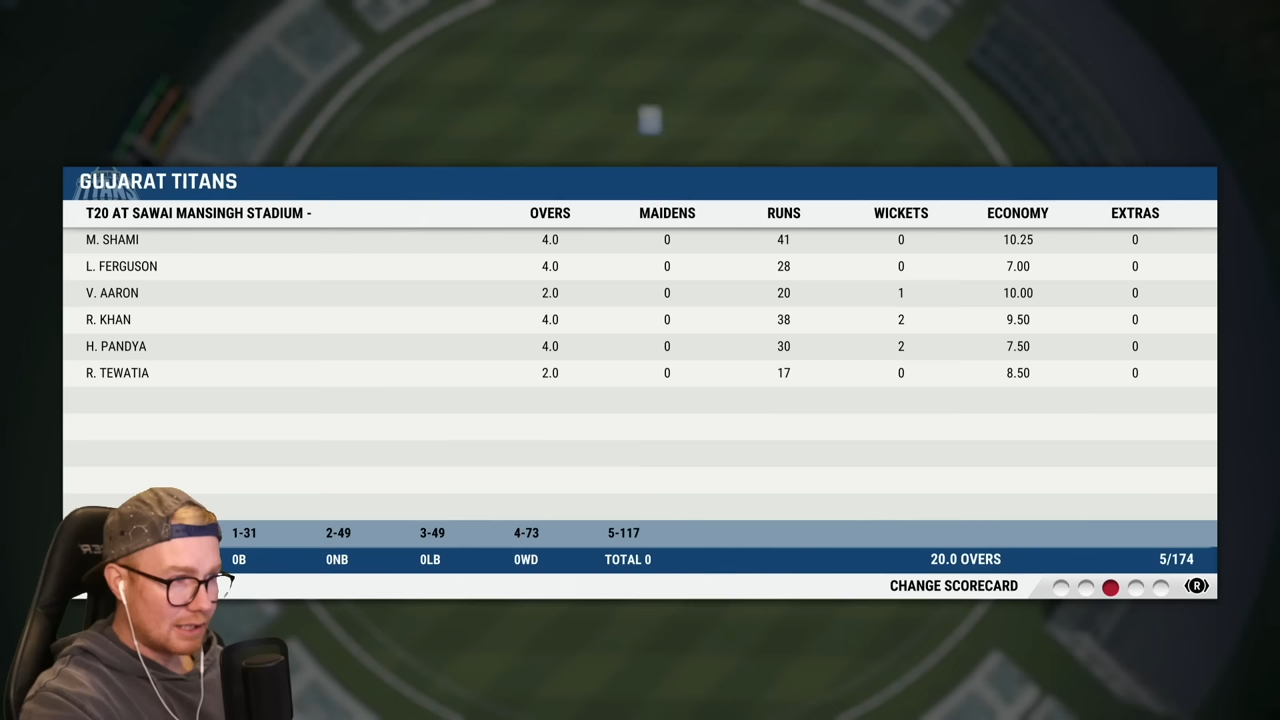 GUJARAT TITANS
T20 AT SAWAI MANSINGH STADIUM - OVERS MAIDENS RUNS WICKETS ECONOMY EXTRAS
M. SHAMI 4.0 0 41 0 10.25 0
L. FERGUSON 4.0 0 28 0 7.00 0
V. AARON 2.0 0 20 1 10.00 0
R. KHAN 4.0 0 38 2 9.50 0
H. PANDYA 4.0 0 30 2 7.50 0
R. TEWATIA 2.0 0 17 0 8.50 0
1-31 2-49 3-49 4-73 5-117
0B 0NB 0LB 0WD TOTAL 0 20.0 OVERS 5/174
CHANGE SCORECARD R